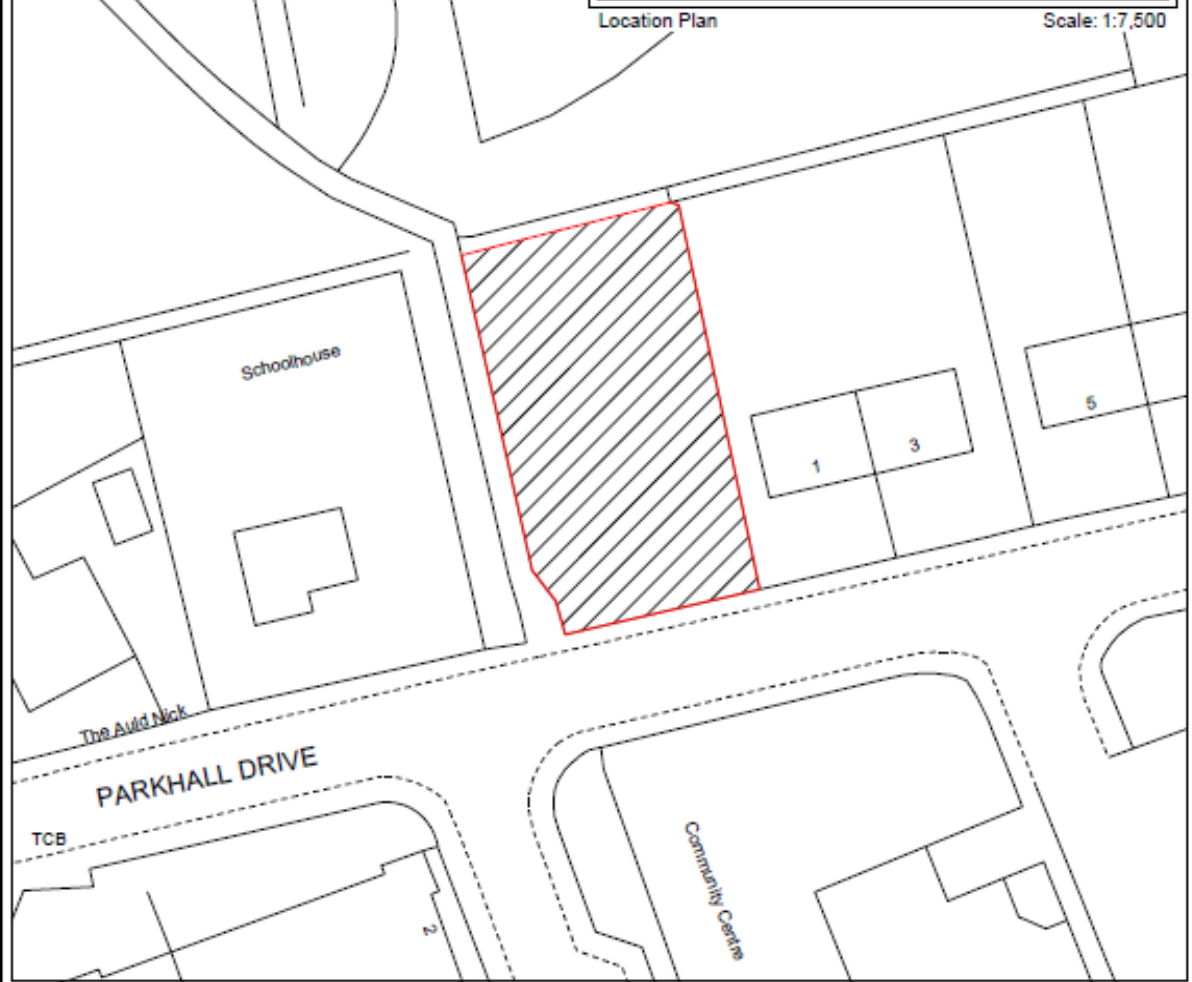 Location Plan
Scale: 1:7,500
Schoolhouse
5
3
1
The Auld Nick
PARKHALL DRIVE
TCB
Community Centre
2